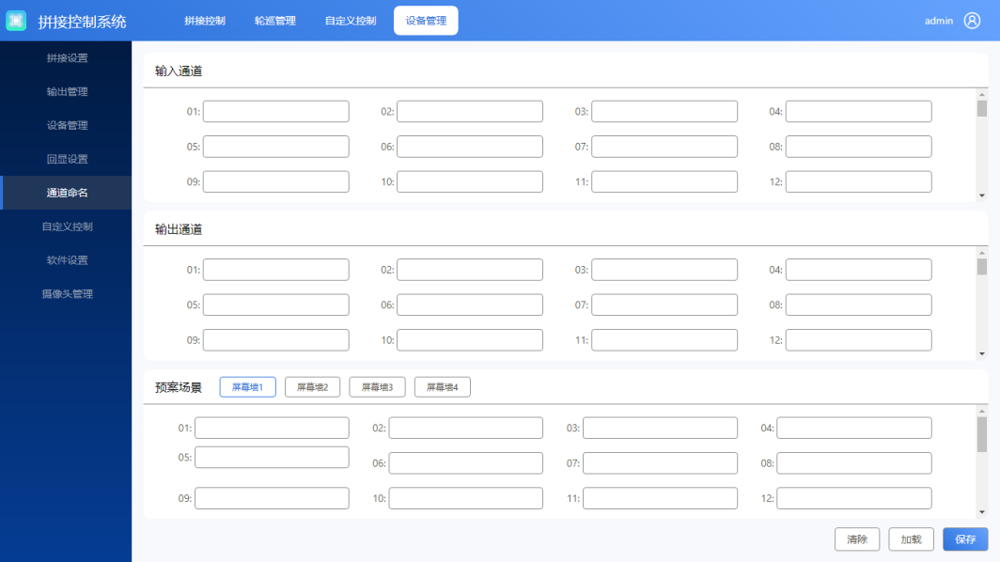 拼接控制系统 拼接控制 轮巡管理 自定义控制 设备管理 admin
拼接设置
输出管理
设备管理
回显设置
通道命名
自定义控制
软件设置
摄像头管理
输入通道
01: 02: 03: 04:
05: 06: 07: 08:
09: 10: 11: 12:
输出通道
01: 02: 03: 04:
05: 06: 07: 08:
09: 10: 11: 12:
预案场景 屏幕墙1 屏幕墙2 屏幕墙3 屏幕墙4
01: 02: 03: 04:
05: 06: 07: 08:
09: 10: 11: 12:
清除 加载 保存